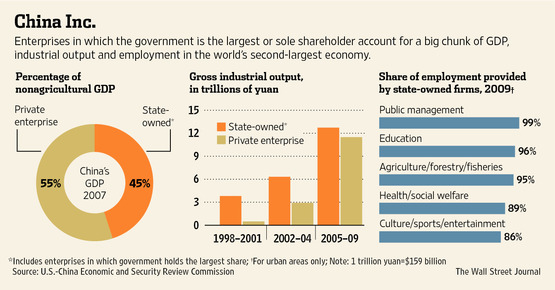 China Inc.
Enterprises in which the government is the largest or sole shareholder account for a big chunk of GDP,
industrial output and employment in the world's second-largest economy.
Percentage of
nonagricultural GDP
Private
enterprise
State-
owned*
55%
China's
GDP
2007
45%
Gross industrial output,
in trillions of yuan
15
12
9
6
3
0
State-owned*
Private enterprise
1998–2001
2002–04
2005–09
Share of employment provided
by state-owned firms, 2009†
Public management
99%
Education
96%
Agriculture/forestry/fisheries
95%
Health/social welfare
89%
Culture/sports/entertainment
86%
*Includes enterprises in which government holds the largest share; †For urban areas only; Note: 1 trillion yuan=$159 billion
Source: U.S.-China Economic and Security Review Commission
The Wall Street Journal